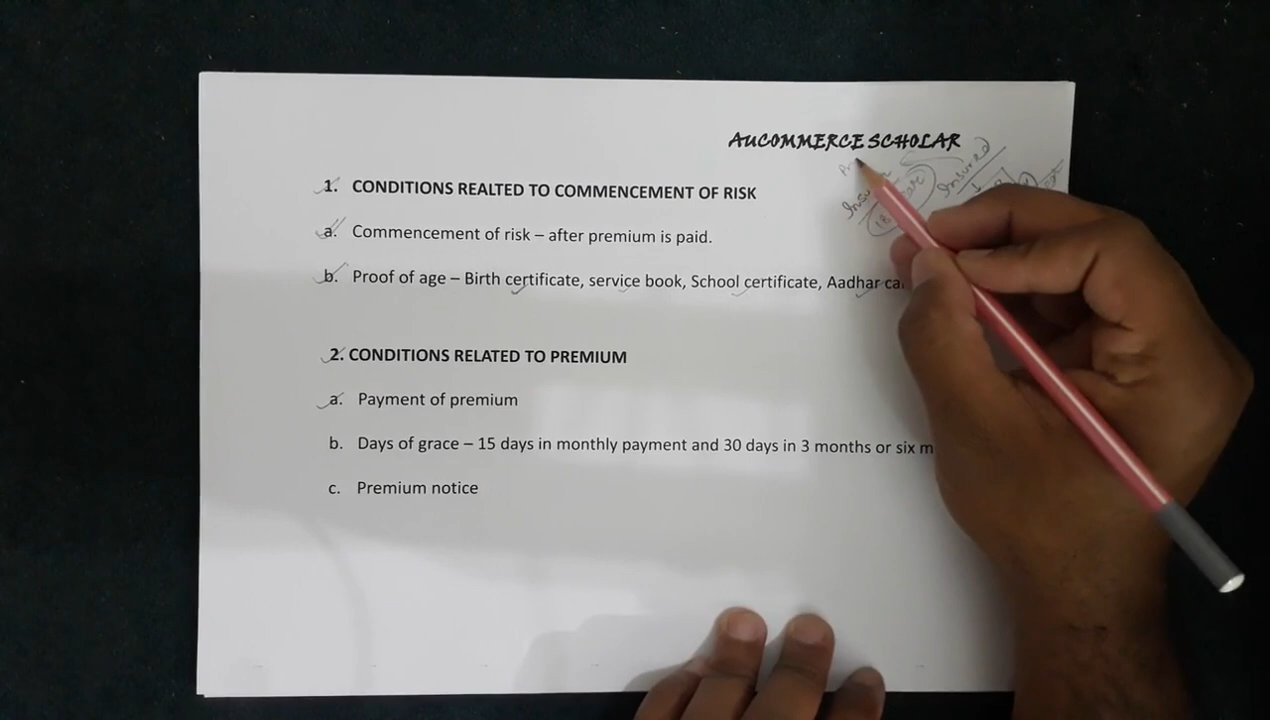 AUCOMMERCE SCHOLAR
Insured
1. CONDITIONS REALTED TO COMMENCEMENT OF RISK
a. Commencement of risk – after premium is paid.
b. Proof of age – Birth certificate, service book, School certificate, Aadhar
2. CONDITIONS RELATED TO PREMIUM
a. Payment of premium
b. Days of grace – 15 days in monthly payment and 30 days in 3 months or six
c. Premium notice